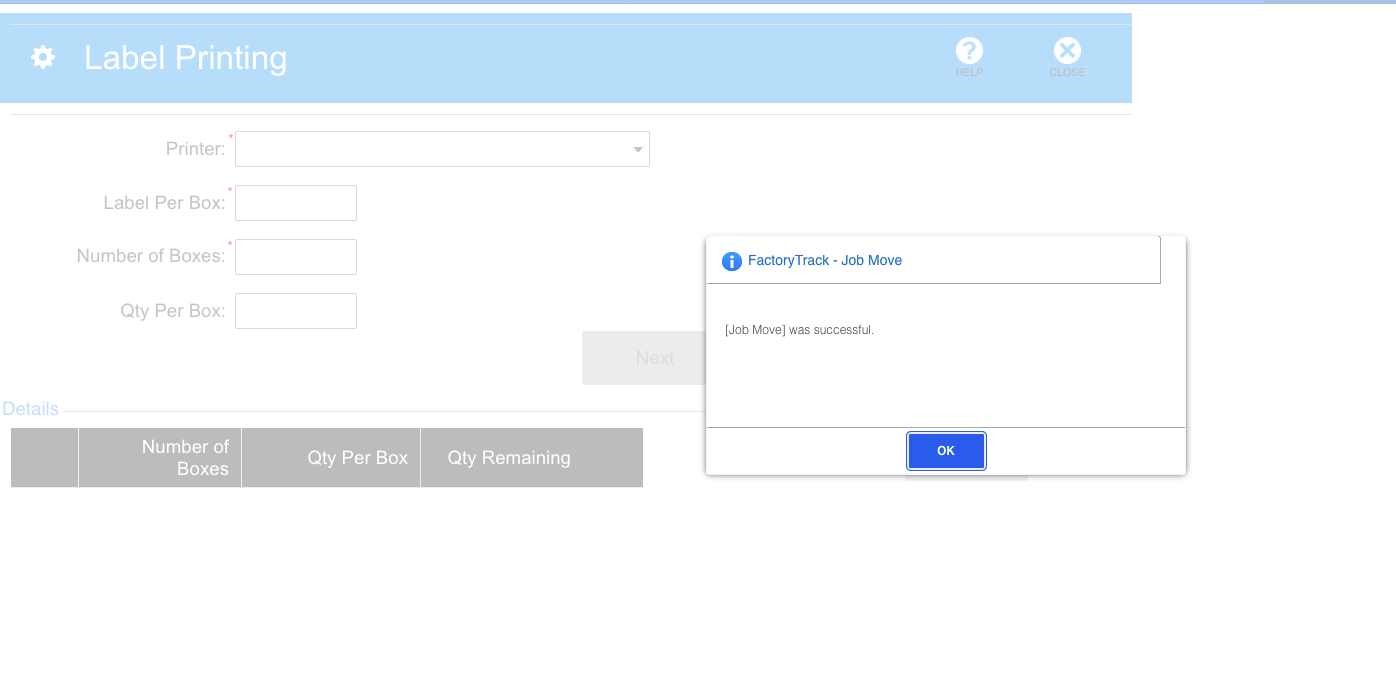 Label Printing
?
HELP
CLOSE
Printer: *
Label Per Box: *
Number of Boxes: *
Qty Per Box:
Next
FactoryTrack - Job Move
[Job Move] was successful.
OK
Details
Number of
Boxes
Qty Per Box
Qty Remaining